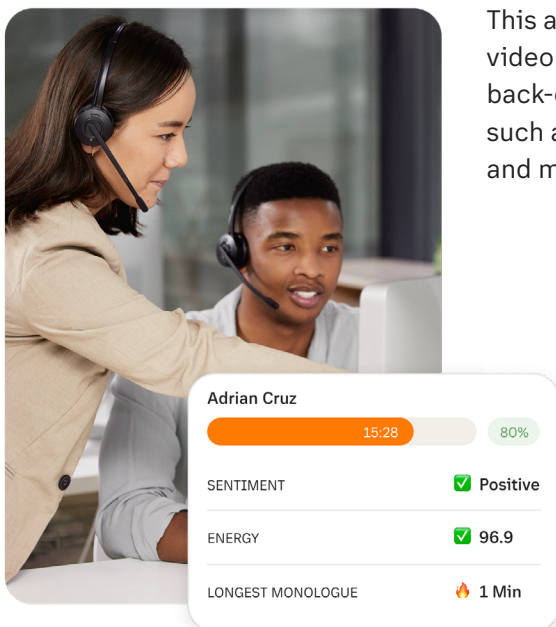 This a
video
back-
such a
and m
Adrian Cruz
15:28
80%
SENTIMENT
✅ Positive
ENERGY
✅ 96.9
LONGEST MONOLOGUE
🔥 1 Min